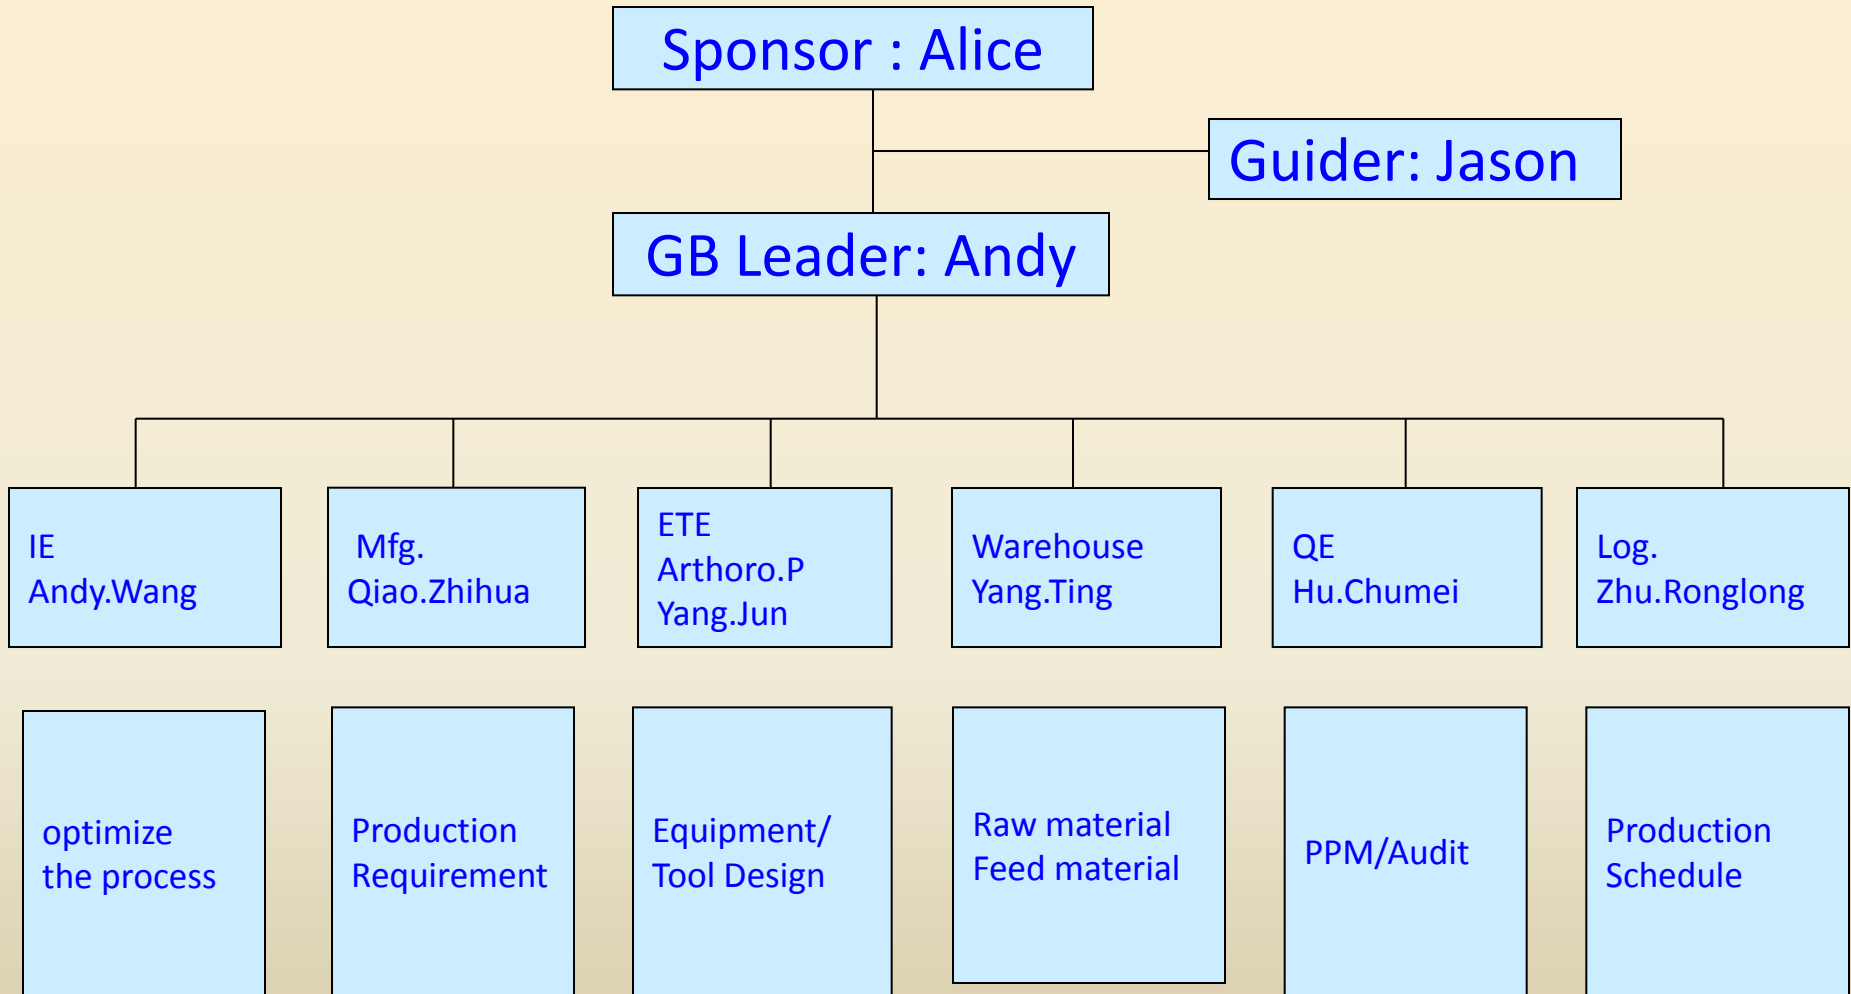 Sponsor : Alice
Guider: Jason
GB Leader: Andy
IE
Andy.Wang
Mfg.
Qiao.Zhihua
ETE
Arthoro.P
Yang.Jun
Warehouse
Yang.Ting
QE
Hu.Chumei
Log.
Zhu.Ronglong
optimize
the process
Production
Requirement
Equipment/
Tool Design
Raw material
Feed material
PPM/Audit
Production
Schedule